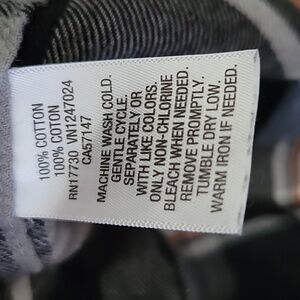 100% COTTON
100% COTTON
RN17730 VN1247024
CA57147
MACHINE WASH COLD.
GENTLE CYCLE.
SEPARATELY OR
WITH LIKE COLORS.
ONLY NON-CHLORINE
BLEACH WHEN NEEDED.
REMOVE PROMPTLY.
TUMBLE DRY LOW.
WARM IRON IF NEEDED.